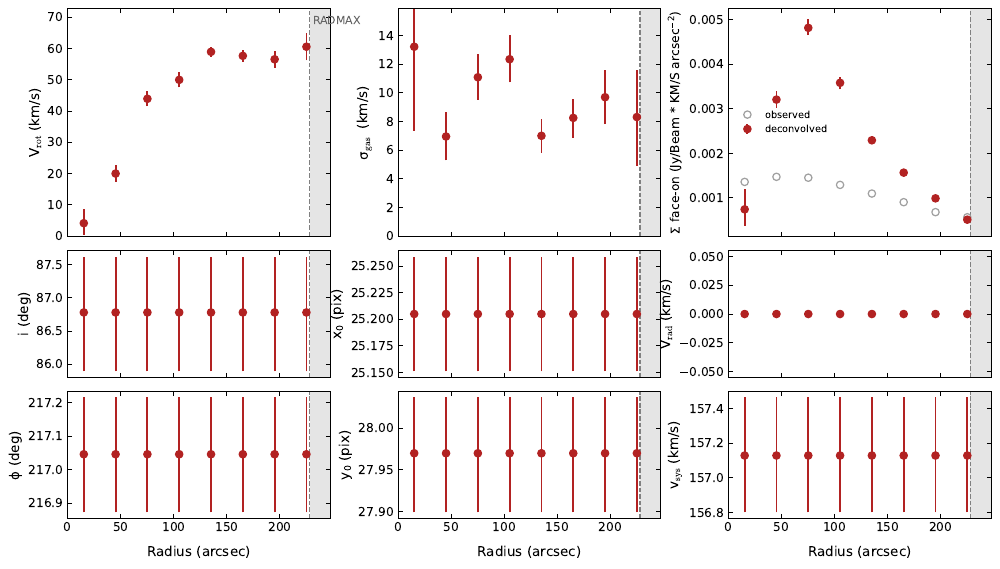 70
60
50
40
30
20
10
0
V_rot (km/s)
RADMAX
14
12
10
8
6
4
2
0
σ_gas (km/s)
0.005
0.004
0.003
0.002
0.001
Σ face-on (Jy/Beam * KM/S arcsec⁻²)
observed
deconvolved
87.5
87.0
86.5
86.0
i (deg)
25.250
25.225
25.200
25.175
25.150
x₀ (pix)
0.050
0.025
0.000
−0.025
−0.050
V_rad (km/s)
217.2
217.1
217.0
216.9
ϕ (deg)
0 50 100 150 200
Radius (arcsec)
28.00
27.95
27.90
y₀ (pix)
0 50 100 150 200
Radius (arcsec)
157.4
157.2
157.0
156.8
v_sys (km/s)
0 50 100 150 200
Radius (arcsec)